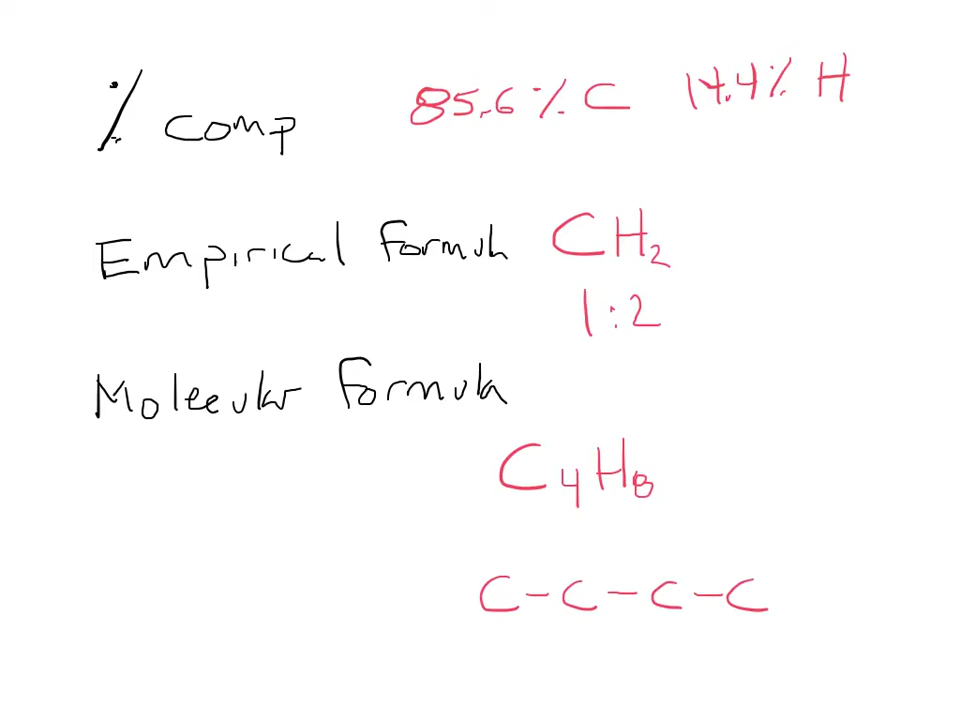 % comp 85.6% C 14.4% H
Empirical formula CH₂
1:2
Molecular formula
C₄H₈
C-C-C-C